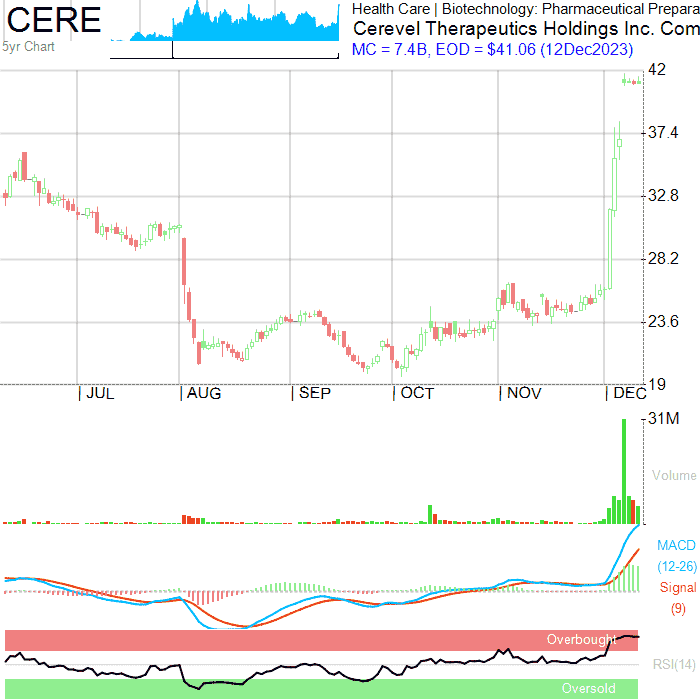 CERE
5yr Chart
Health Care | Biotechnology: Pharmaceutical Prepara
Cerevel Therapeutics Holdings Inc. Com
MC = 7.4B, EOD = $41.06 (12Dec2023)
42
37.4
32.8
28.2
23.6
19
| JUL | AUG | SEP | OCT | NOV | DEC
31M
Volume
MACD
(12-26)
Signal
(9)
Overbought
RSI(14)
Oversold